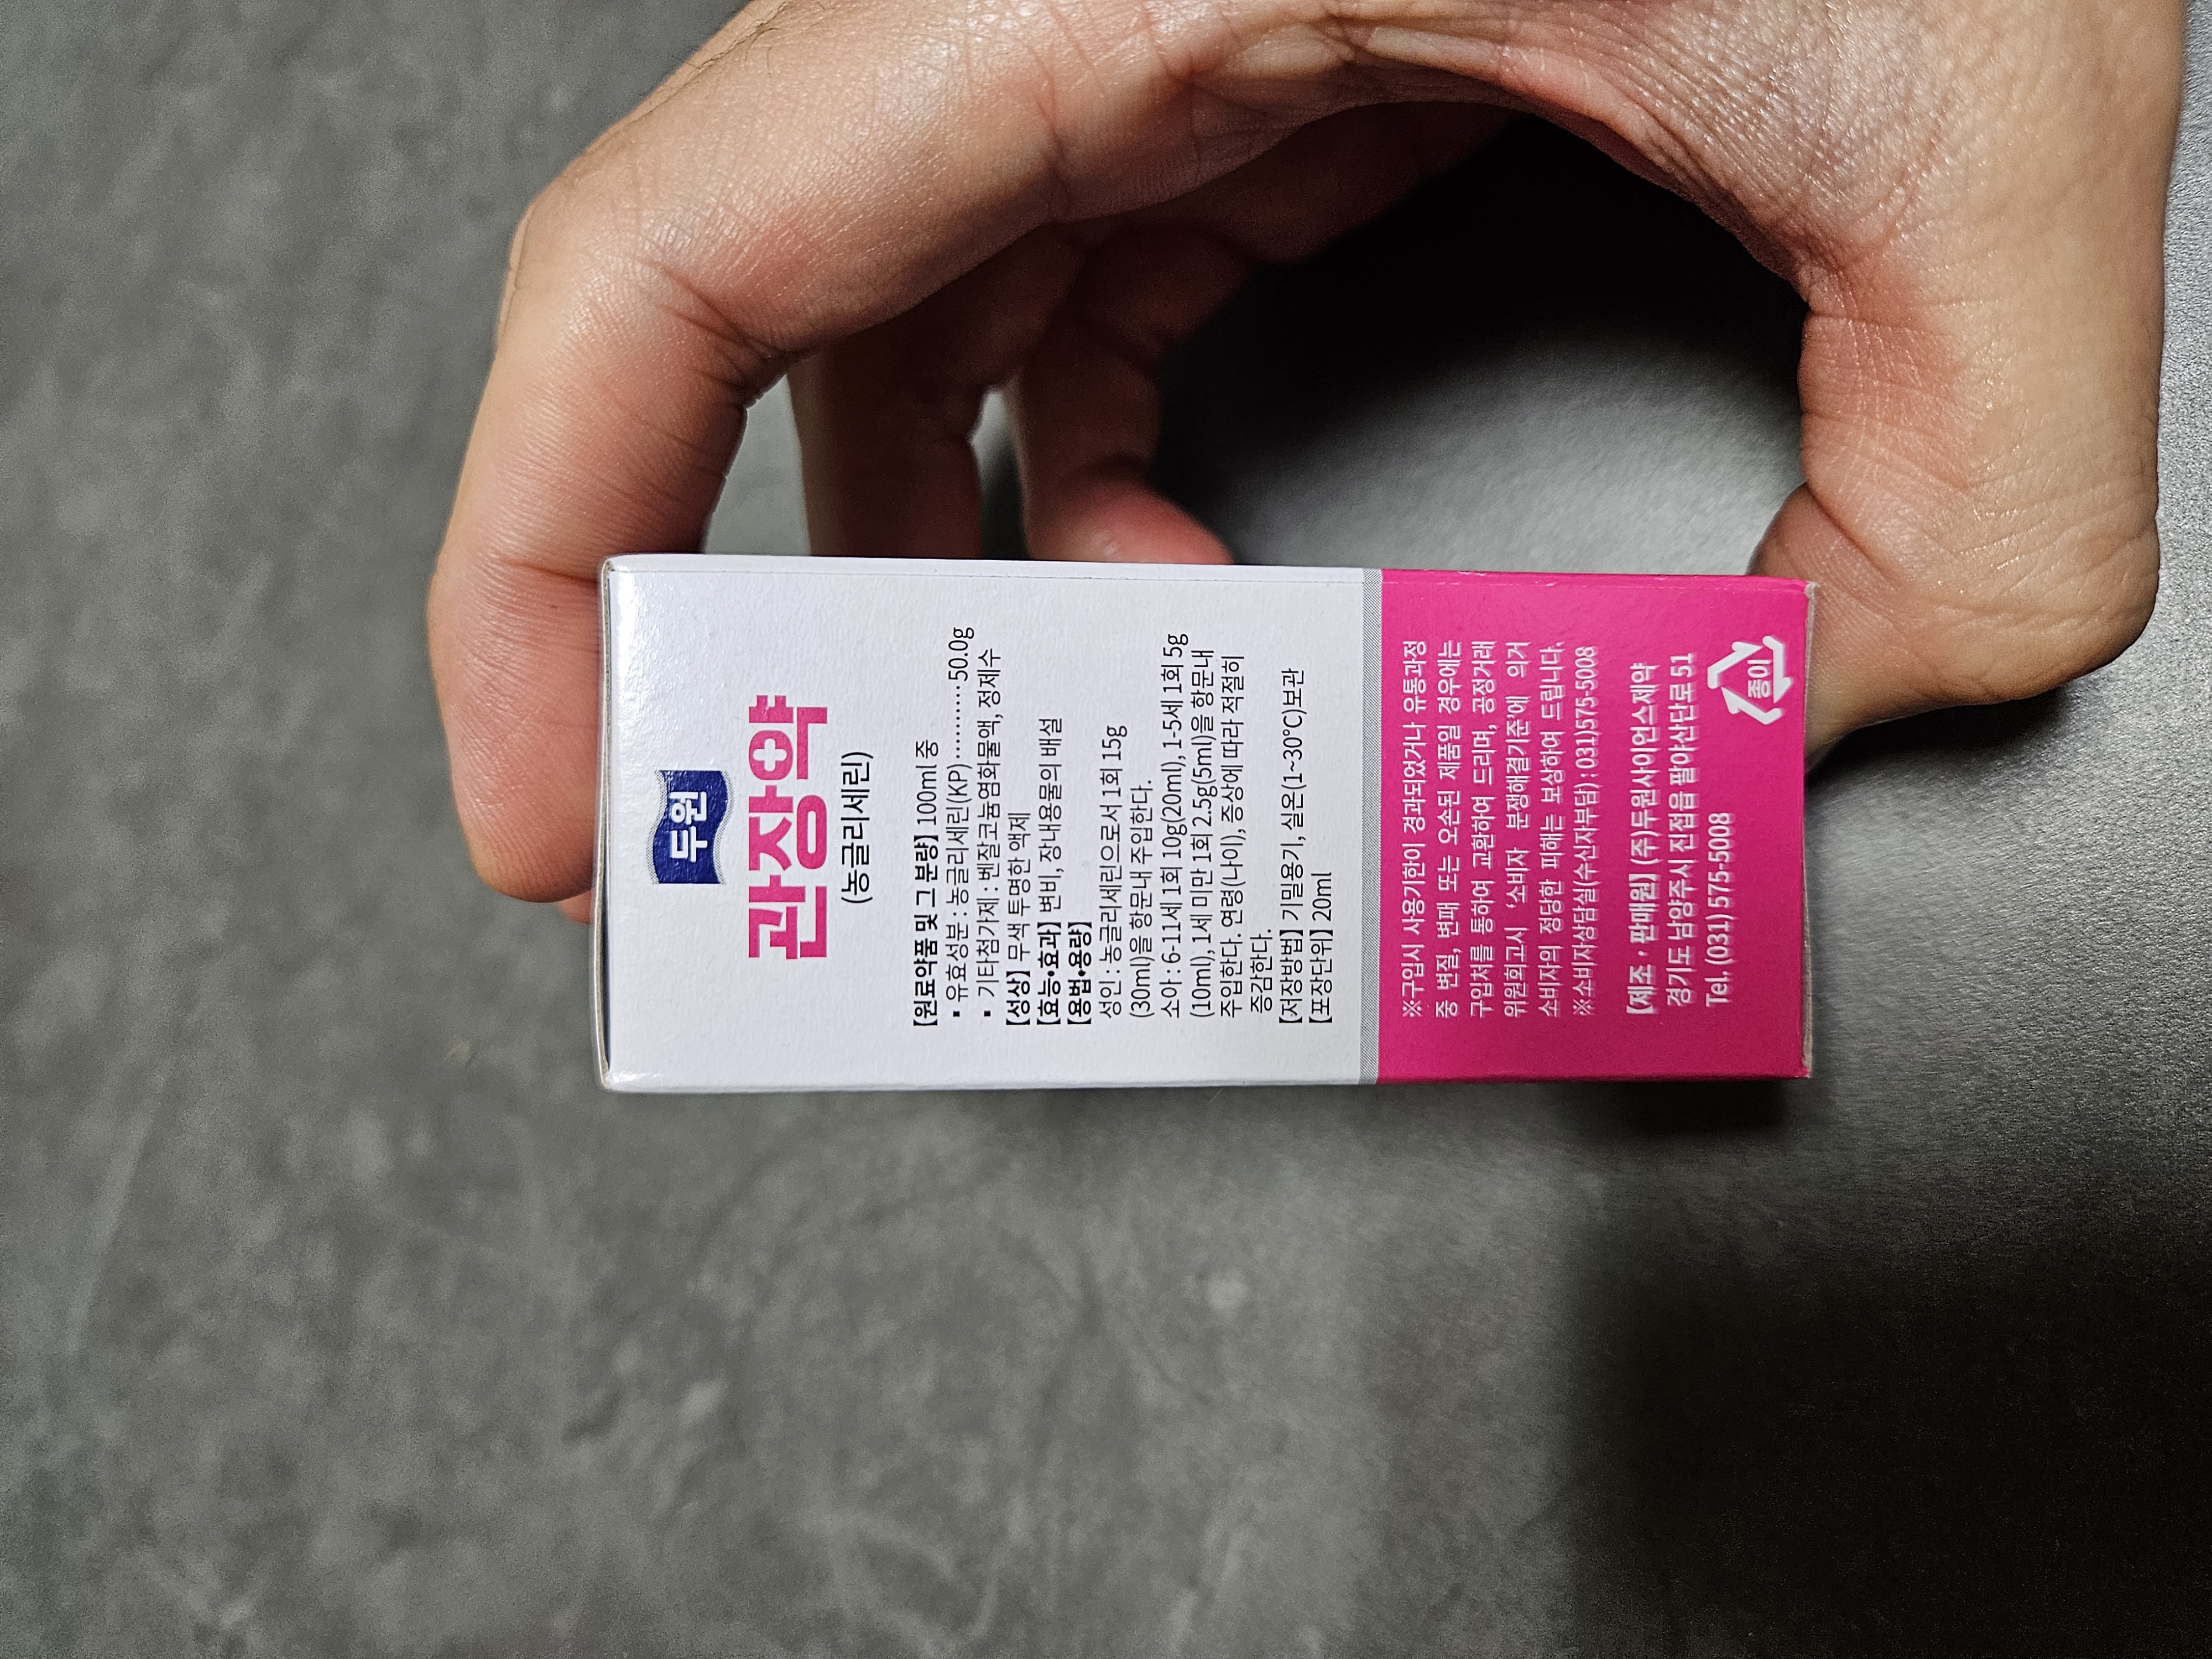 두원
관장약
(농글리세린)
【원료약품 및 그 분량】 100ml 중
▪ 유효성분 : 농글리세린(KP) ··········· 50.0g
▪ 기타첨가제 : 벤잘코늄염화물액, 정제수
【성상】 무색 투명한 액제
【효능•효과】 변비, 장내용물의 배설
【용법•용량】
성인 : 농글리세린으로서 1회 15g
(30ml)을 항문내 주입한다.
소아 : 6-11세 1회 10g(20ml), 1-5세 1회 5g
(10ml), 1세 미만 1회 2.5g(5ml)을 항문내
주입한다. 연령(나이), 증상에 따라 적절히
증감한다.
【저장방법】 기밀용기, 실온(1~30°C)보관
【포장단위】 20ml
※구입시 사용기한이 경과되었거나 유통과정
중 변질, 변패 또는 오손된 제품일 경우에는
구입처를 통하여 교환하여 드리며, 공정거래
위원회고시 '소비자 분쟁해결기준'에 의거
소비자의 정당한 피해는 보상하여 드립니다.
※소비자상담실(수신자부담) : 031)575-5008
【제조 · 판매원】 (주)두원사이언스제약
경기도 남양주시 진접읍 팔야산단로 51
Tel. (031) 575-5008
종이